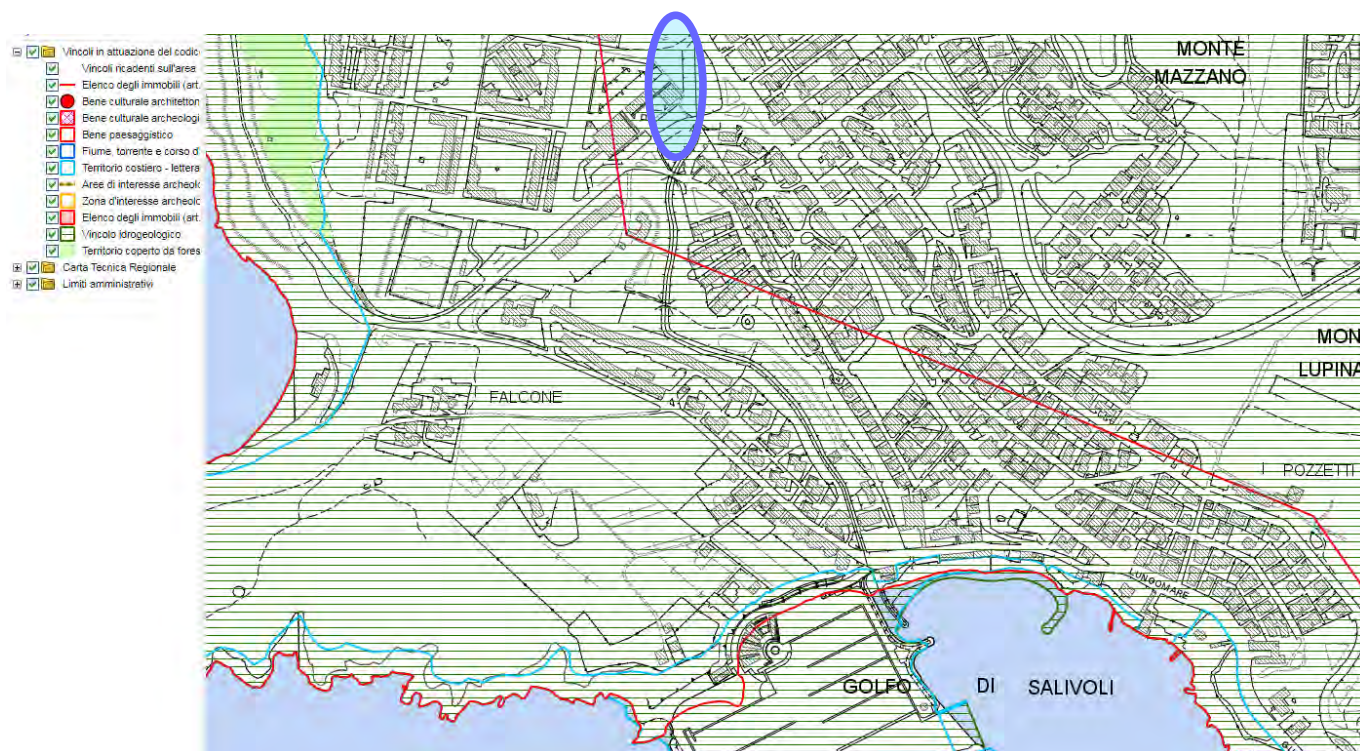 Vincoli in attuazione del codic
Vincoli ricadenti sull'area
Elenco degli immobili (art.
Bene culturale architetton
Bene culturale archeologi
Bene paesaggistico
Fiume, torrente e corso d'
Territorio costiero - lettera
Aree di interesse archeolo
Zona d'interesse archeolo
Elenco degli immobili (art.
Vincolo Idrogeologico
Territorio coperto da fores
Carta Tecnica Regionale
Limiti amministrativi
MONTE
MAZZANO
MON
LUPINA
FALCONE
POZZETTI
LUNGOMARE
GOLFO DI SALIVOLI